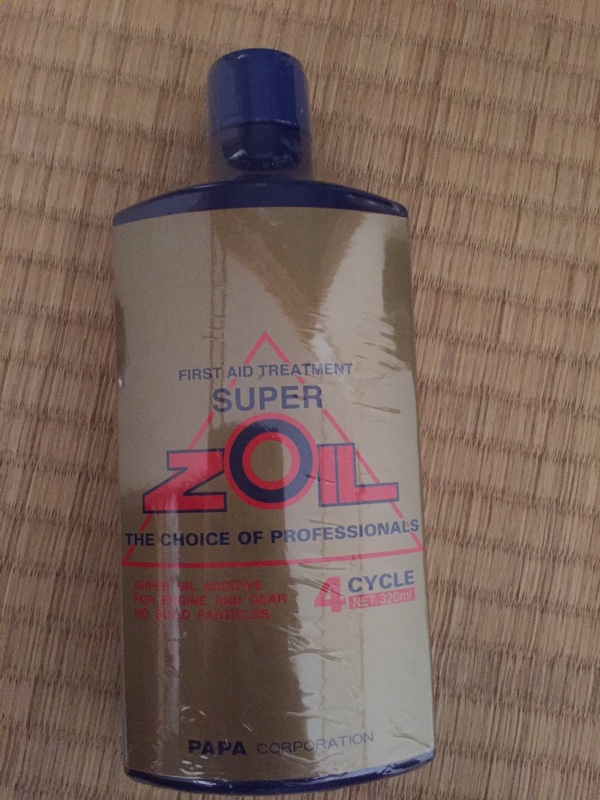 FIRST AID TREATMENT
SUPER
ZOIL
THE CHOICE OF PROFESSIONALS
SUPER OIL ADDITIVE
FOR ENGINE AND GEAR
NO SOLID PARTICLES
4 CYCLE
NET.320ml
PAPA CORPORATION